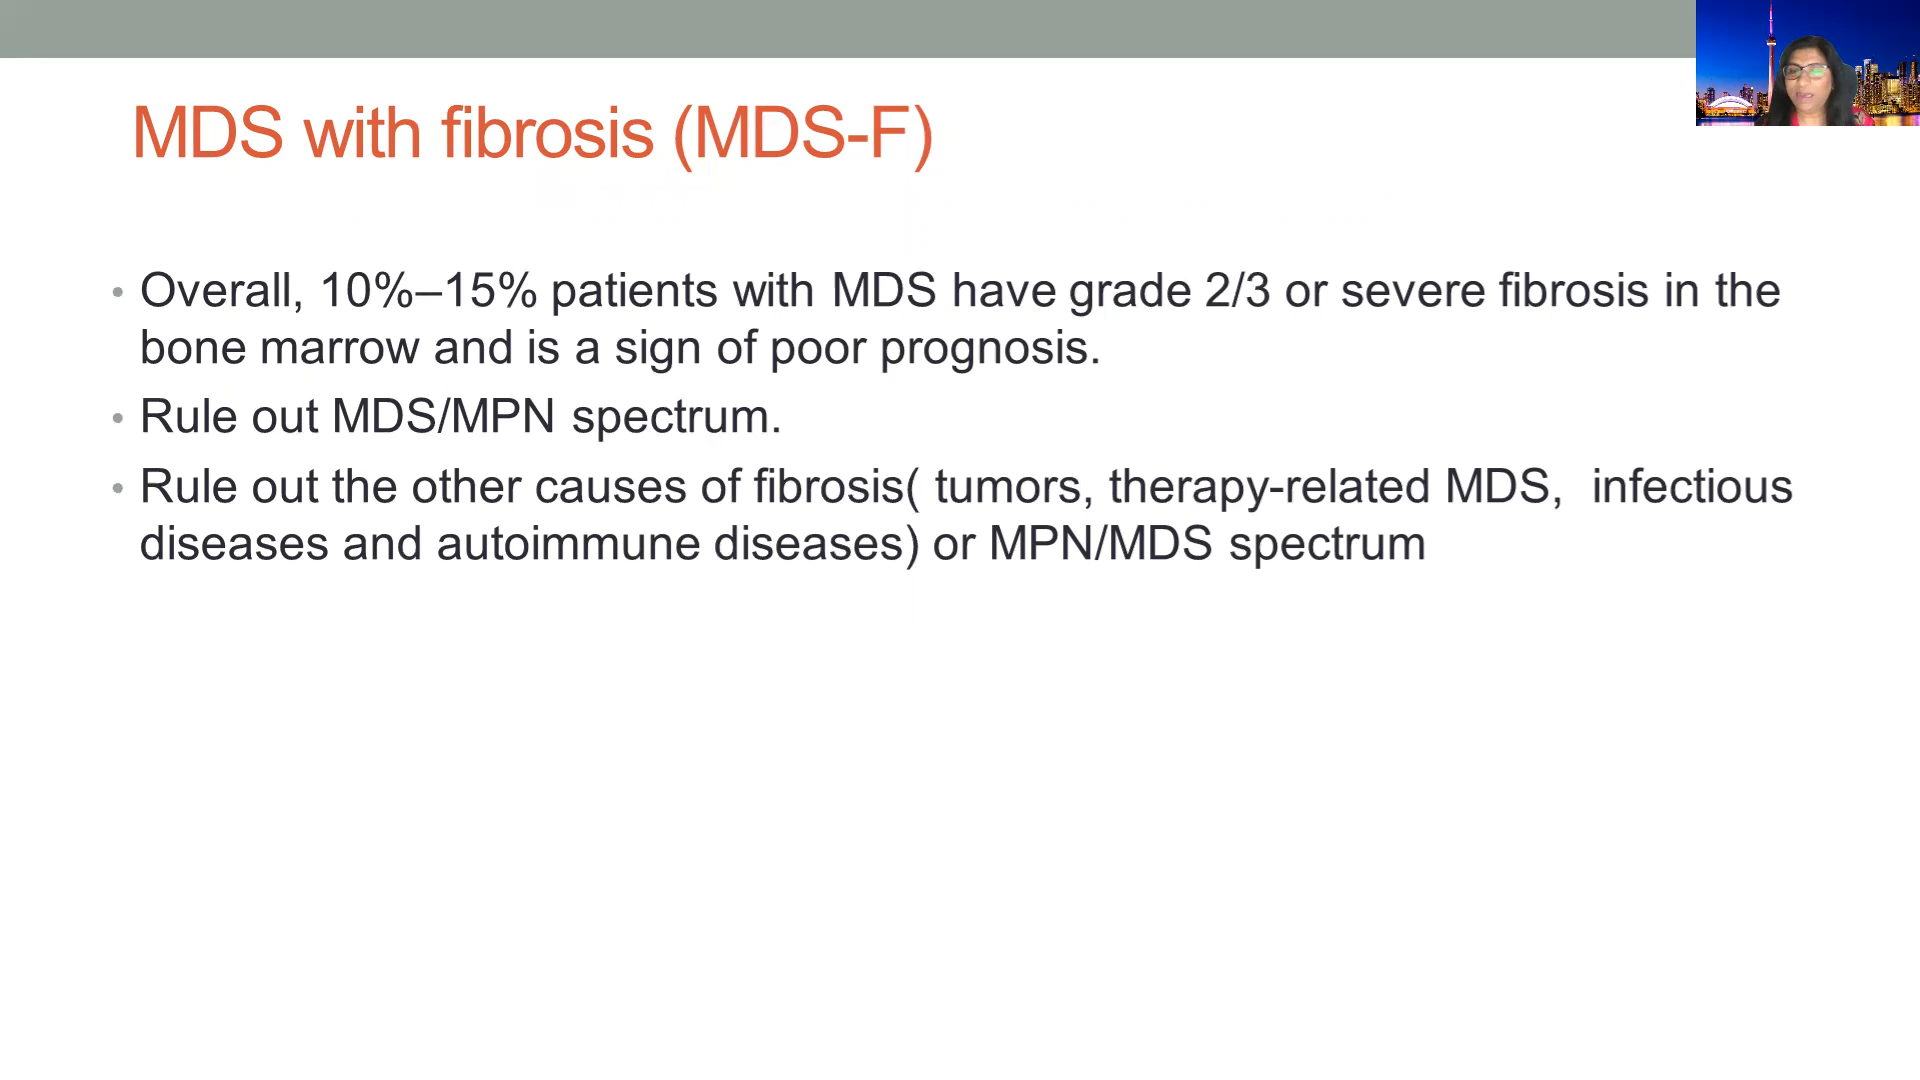 MDS with fibrosis (MDS-F)
• Overall, 10%–15% patients with MDS have grade 2/3 or severe fibrosis in the
bone marrow and is a sign of poor prognosis.
• Rule out MDS/MPN spectrum.
• Rule out the other causes of fibrosis( tumors, therapy-related MDS,  infectious
diseases and autoimmune diseases) or MPN/MDS spectrum